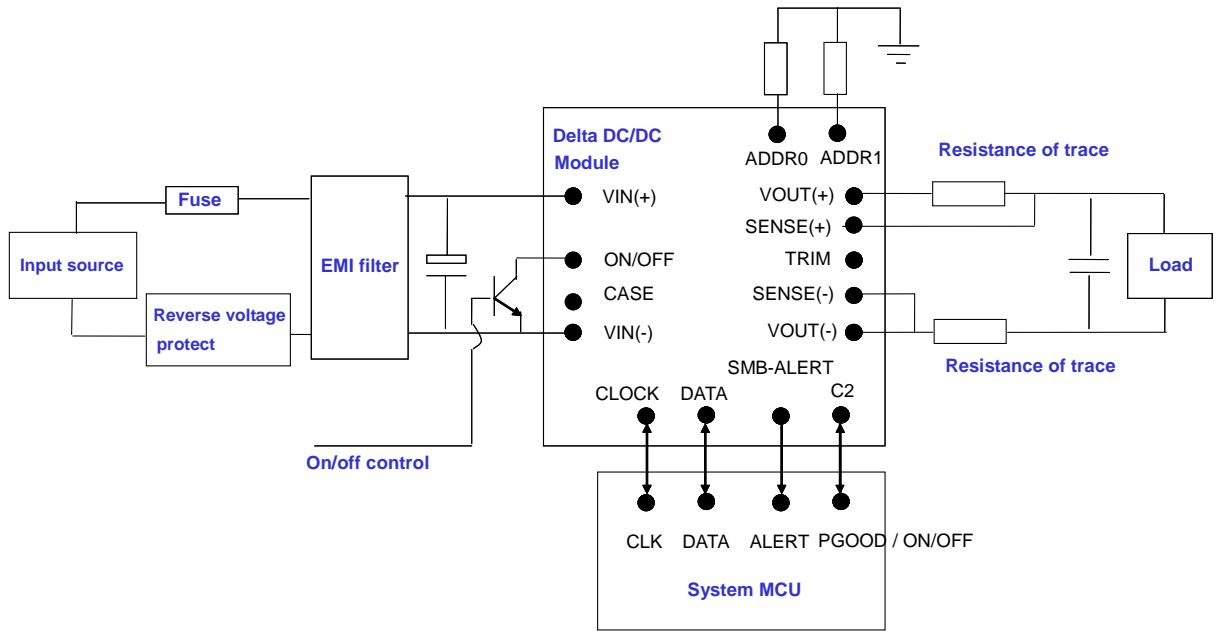 Delta DC/DC
Module
ADDR0
ADDR1
Resistance of trace
Fuse
VIN(+)
VOUT(+)
SENSE(+)
Input source
EMI filter
ON/OFF
TRIM
Load
CASE
SENSE(-)
Reverse voltage
protect
VIN(-)
VOUT(-)
SMB-ALERT
Resistance of trace
CLOCK
DATA
C2
On/off control
CLK
DATA
ALERT
PGOOD / ON/OFF
System MCU